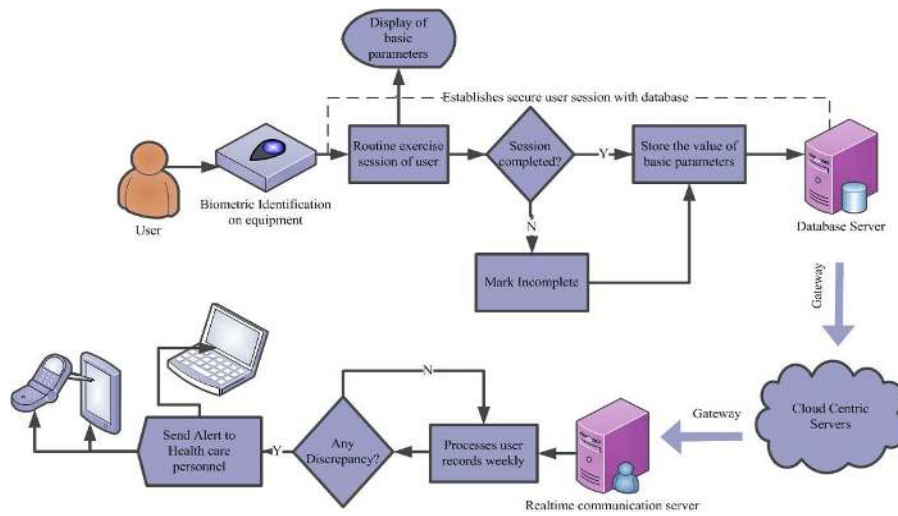 Display of
basic
parameters
Establishes secure user session with database
Routine exercise
session of user
Session
completed?
Y
Store the value of
basic parameters
Biometric Identification
on equipment
User
N
Database Server
Mark Incomplete
Gateway
Cloud Centric
Servers
Gateway
N
Send Alert to
Health care
personnel
Y
Any
Discrepancy?
Processes user
records weekly
Realtime communication server